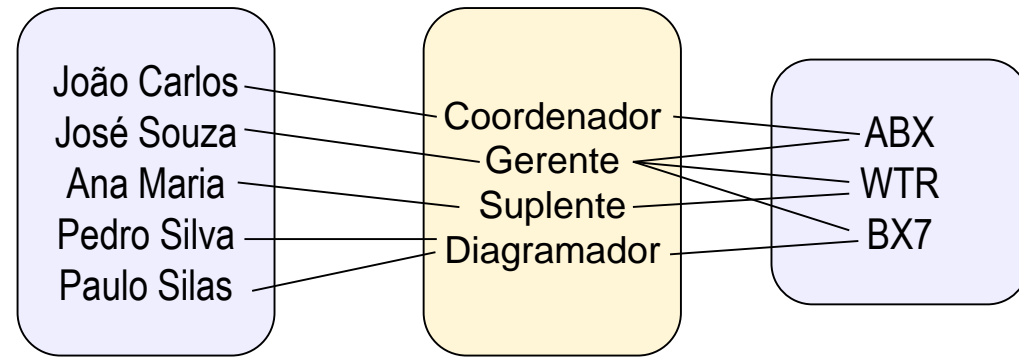 João Carlos
José Souza
Ana Maria
Pedro Silva
Paulo Silas
Coordenador
Gerente
Suplente
Diagramador
ABX
WTR
BX7